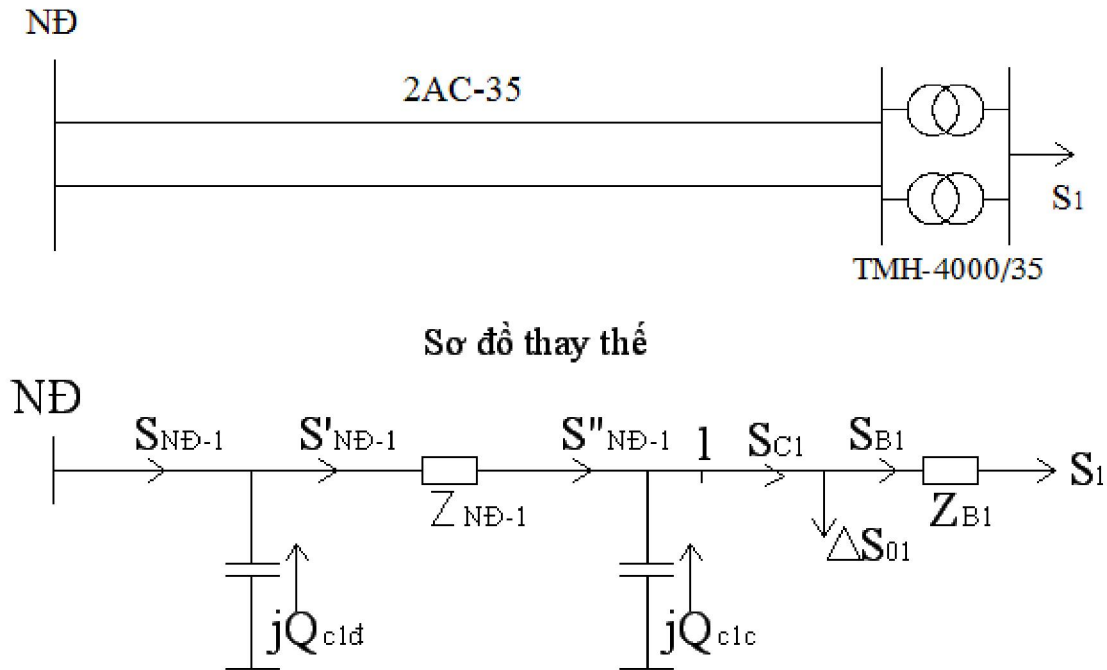 NĐ
2AC-35
S1
TMH-4000/35
Sơ đồ thay thế
NĐ
SNĐ-1
S'NĐ-1
S"NĐ-1
1
SC1
SB1
S1
ZNĐ-1
ZB1
△S01
jQc1đ
jQc1c